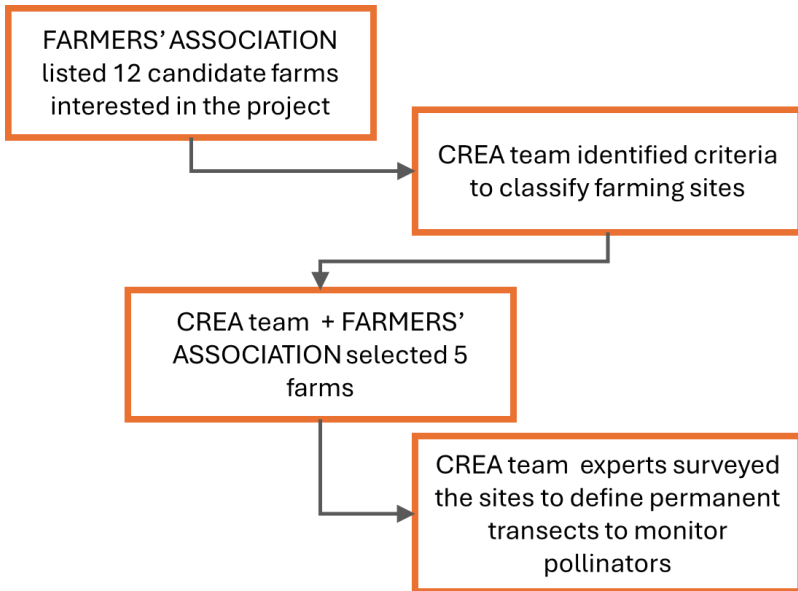 FARMERS’ ASSOCIATION
listed 12 candidate farms
interested in the project
CREA team identified criteria
to classify farming sites
CREA team + FARMERS’
ASSOCIATION selected 5
farms
CREA team experts surveyed
the sites to define permanent
transects to monitor
pollinators